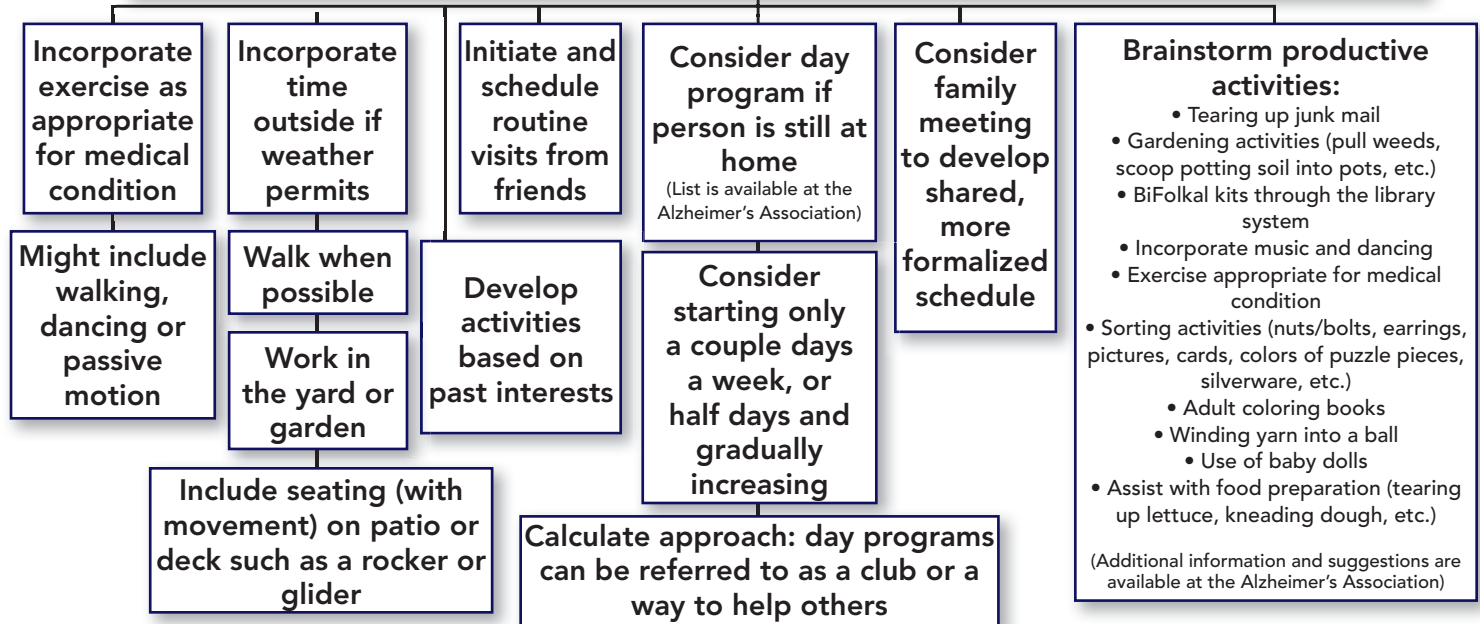 Incorporate
exercise as
appropriate
for medical
condition
Might include
walking,
dancing or
passive
motion
Incorporate
time
outside if
weather
permits
Walk when
possible
Work in
the yard or
garden
Include seating (with
movement) on patio or
deck such as a rocker or
glider
Initiate and
schedule
routine
visits from
friends
Develop
activities
based on
past interests
Consider day
program if
person is still at
home
(List is available at the
Alzheimer's Association)
Consider
starting only
a couple days
a week, or
half days and
gradually
increasing
Calculate approach: day programs
can be referred to as a club or a
way to help others
Consider
family
meeting
to develop
shared,
more
formalized
schedule
Brainstorm productive
activities:
• Tearing up junk mail
• Gardening activities (pull weeds,
scoop potting soil into pots, etc.)
• BiFolkal kits through the library
system
• Incorporate music and dancing
• Exercise appropriate for medical
condition
• Sorting activities (nuts/bolts, earrings,
pictures, cards, colors of puzzle pieces,
silverware, etc.)
• Adult coloring books
• Winding yarn into a ball
• Use of baby dolls
• Assist with food preparation (tearing
up lettuce, kneading dough, etc.)
(Additional information and suggestions are
available at the Alzheimer's Association)